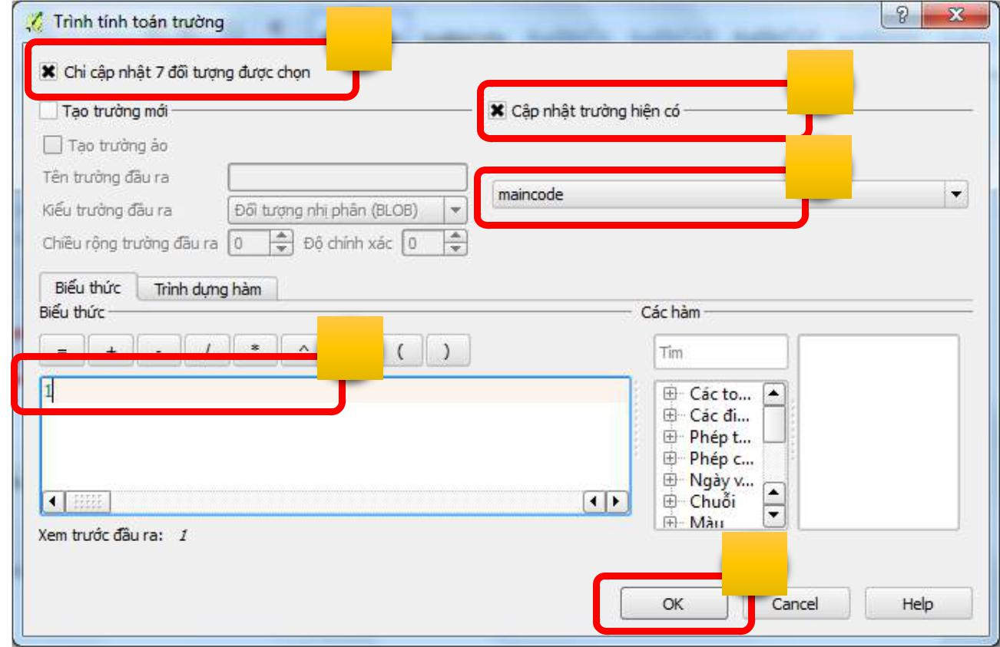 Trình tính toán trường
Chỉ cập nhật 7 đối tượng được chọn
Tạo trường mới
Cập nhật trường hiện có
Tạo trường ảo
Tên trường đầu ra
maincode
Kiểu trường đầu ra
Đối tượng nhị phân (BLOB)
Chiều rộng trường đầu ra 0 Độ chính xác 0
Biểu thức Trình dựng hàm
Biểu thức
Các hàm
= + - / * ^ ( )
Tìm
1
Các to...
Các đi...
Phép t...
Phép c...
Ngày v...
Chuỗi
Màu
Xem trước đầu ra: 1
OK Cancel Help